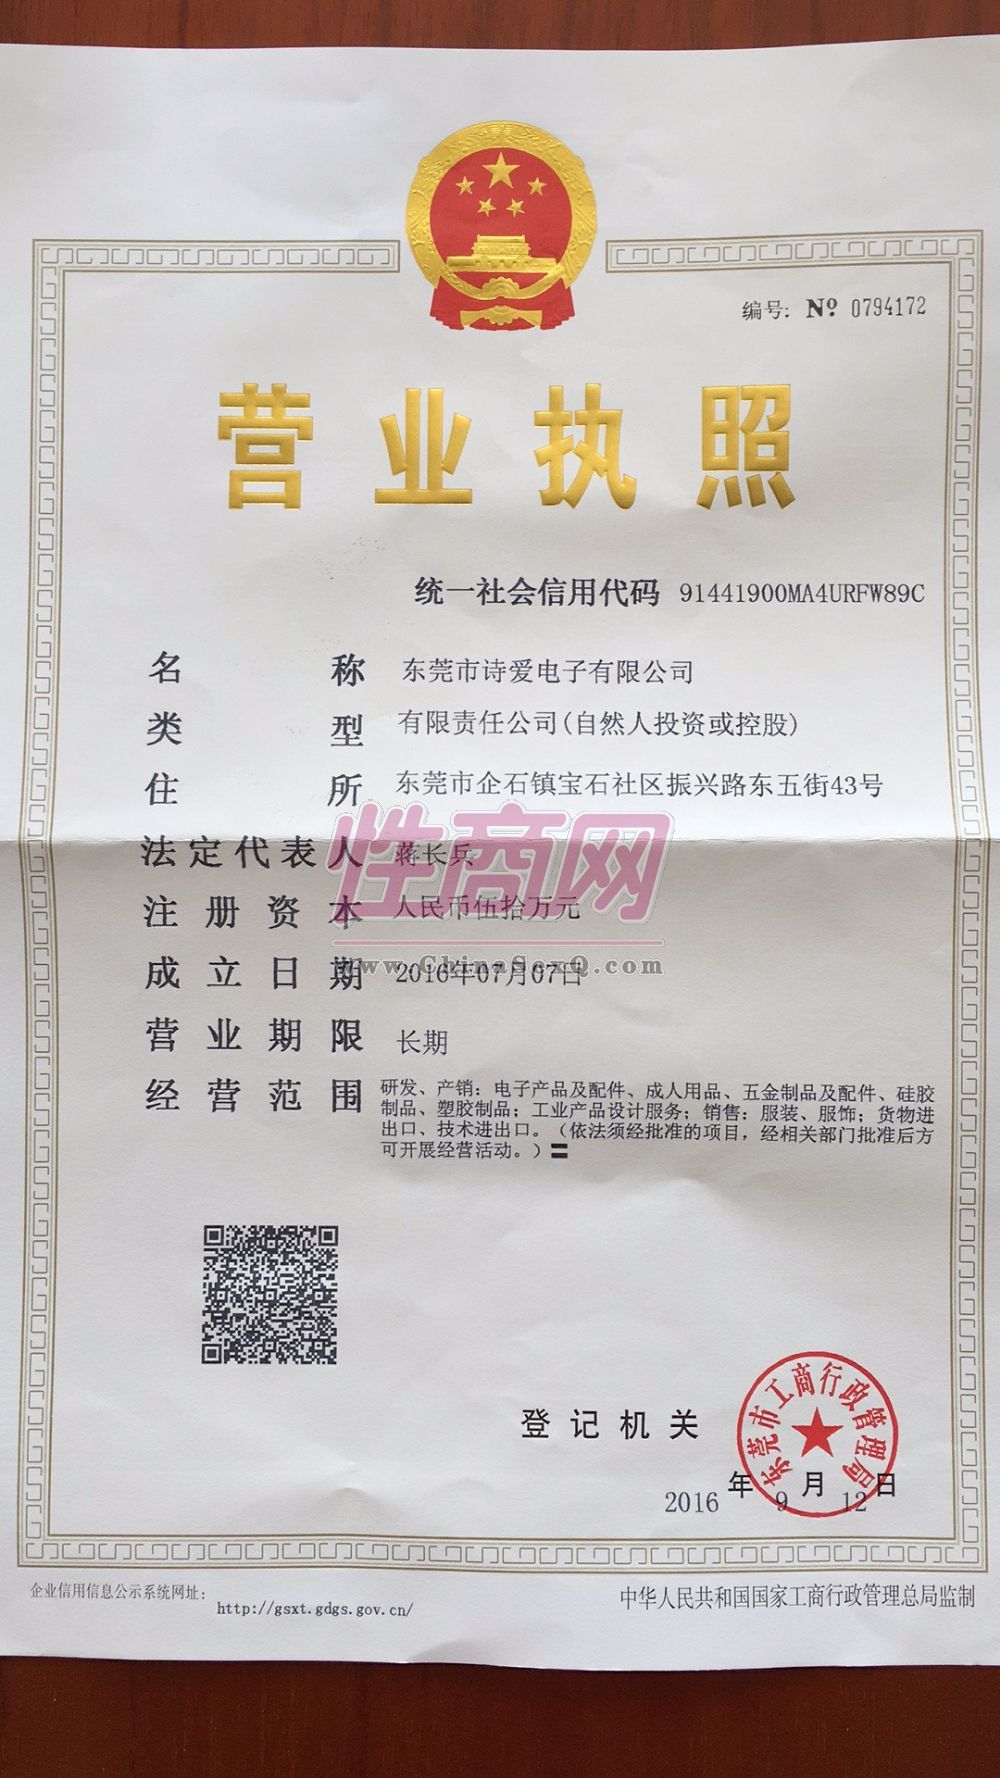 编号: № 0794172
营业执照
统一社会信用代码 91441900MA4URFW89C
名称 东莞市诗爱电子有限公司
类型 有限责任公司(自然人投资或控股)
住所 东莞市企石镇宝石社区振兴路东五街43号
法定代表人 蒋长兵
注册资本 人民币伍拾万元
成立日期 2016年07月07日
营业期限 长期
经营范围 研发、产销：电子产品及配件、成人用品、五金制品及配件、硅胶
制品、塑胶制品；工业产品设计服务；销售：服装、服饰；货物进
出口、技术进出口。（依法须经批准的项目，经相关部门批准后方
可开展经营活动。）〓
性商网
www.ChinaSexQ.com
登记机关
东莞市工商行政管理局
2016年9月12日
企业信用信息公示系统网址: http://gsxt.gdgs.gov.cn/
中华人民共和国国家工商行政管理总局监制